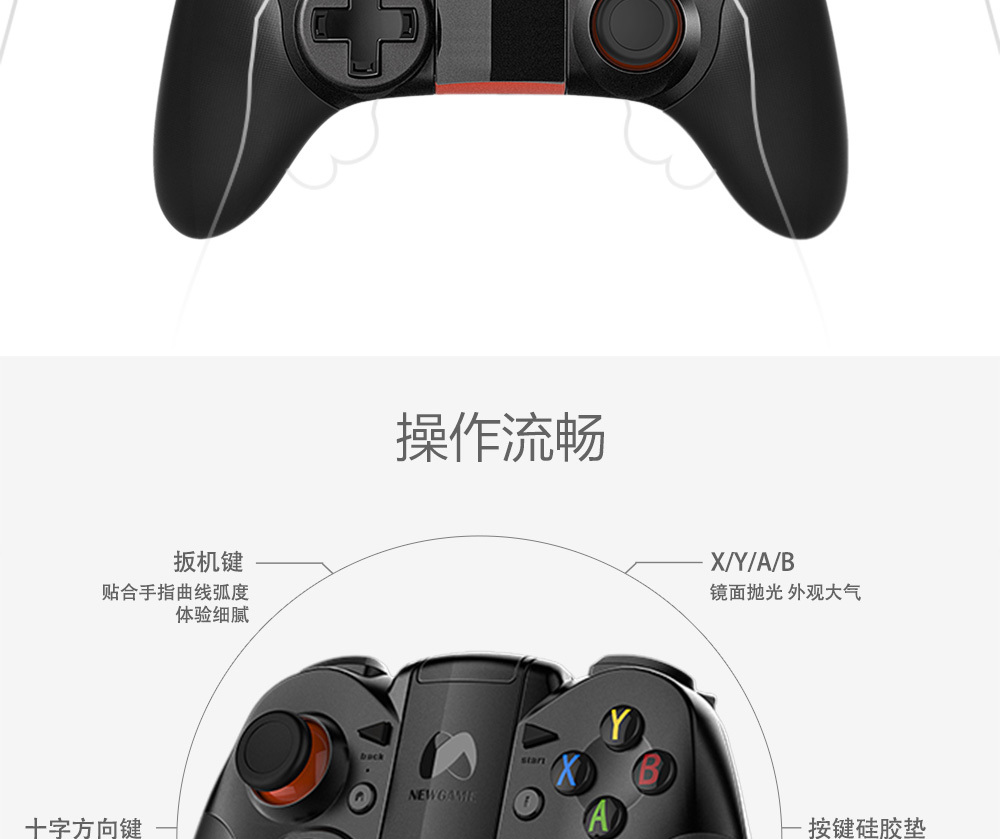 操作流畅
扳机键
贴合手指曲线弧度
体验细腻
X/Y/A/B
镜面抛光 外观大气
back
start
Y
X
B
A
NEWGAME
十字方向键
按键硅胶垫